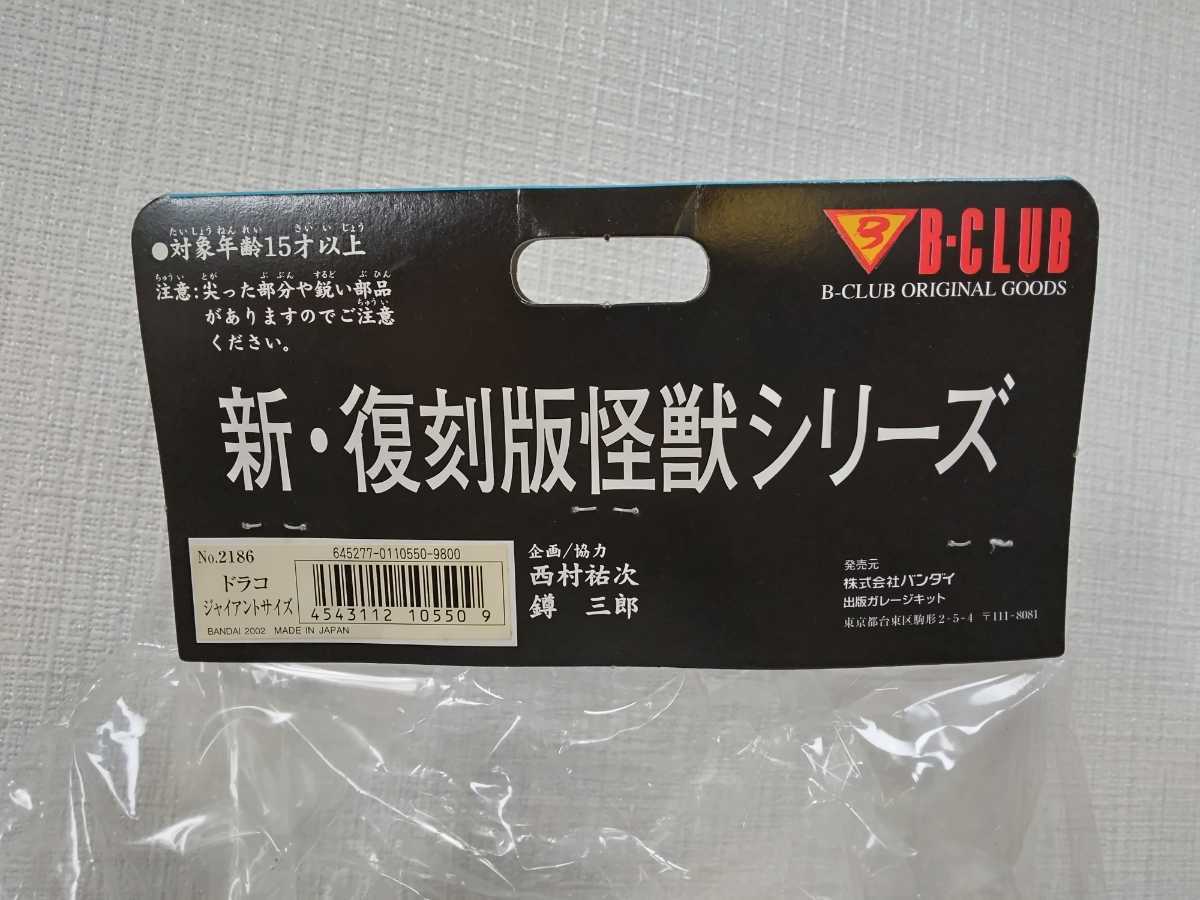 たいしょうねんれい さいいじょう
●対象年齢15才以上
ちゅうい とが ぶぶん するど ぶひん
注意:尖った部分や鋭い部品
ちゅうい
がありますのでご注意
ください。
B
B·CLUB
B-CLUB ORIGINAL GOODS
新・復刻版怪獣シリーズ
No.2186
ドラコ
ジャイアントサイズ
645277-0110550-9800
4543112 10550 9
BANDAI 2002 MADE IN JAPAN
企画/協力
西村祐次
鐏 三郎
発売元
株式会社バンダイ
出版ガレージキット
東京都台東区駒形2-5-4 〒111-8081